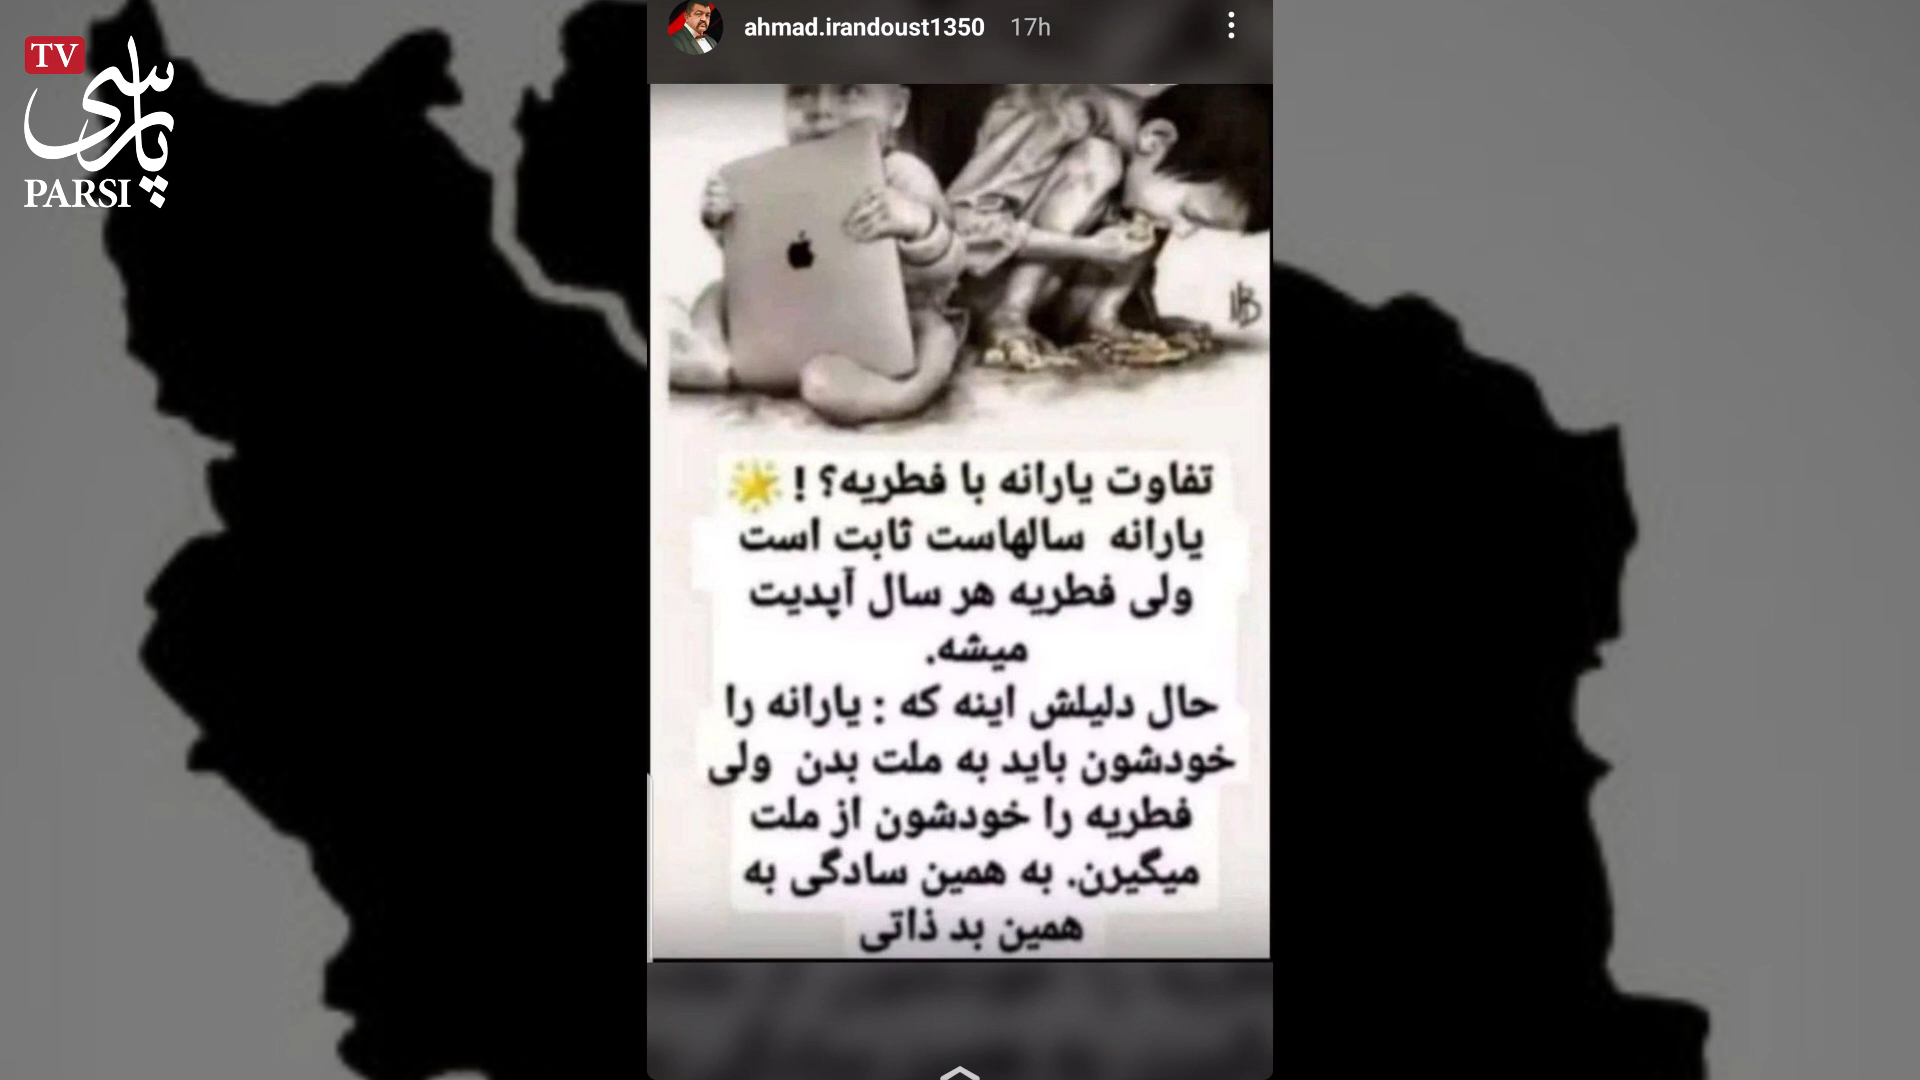 TV
پارسی
PARSI
ahmad.irandoust1350 17h
تفاوت یارانه با فطریه؟ !
یارانه سالهاست ثابت است
ولی فطریه هر سال آپدیت
میشه.
حال دلیلش اینه که : یارانه را
خودشون باید به ملت بدن ولی
فطریه را خودشون از ملت
میگیرن. به همین سادگی به
همین بد ذاتی